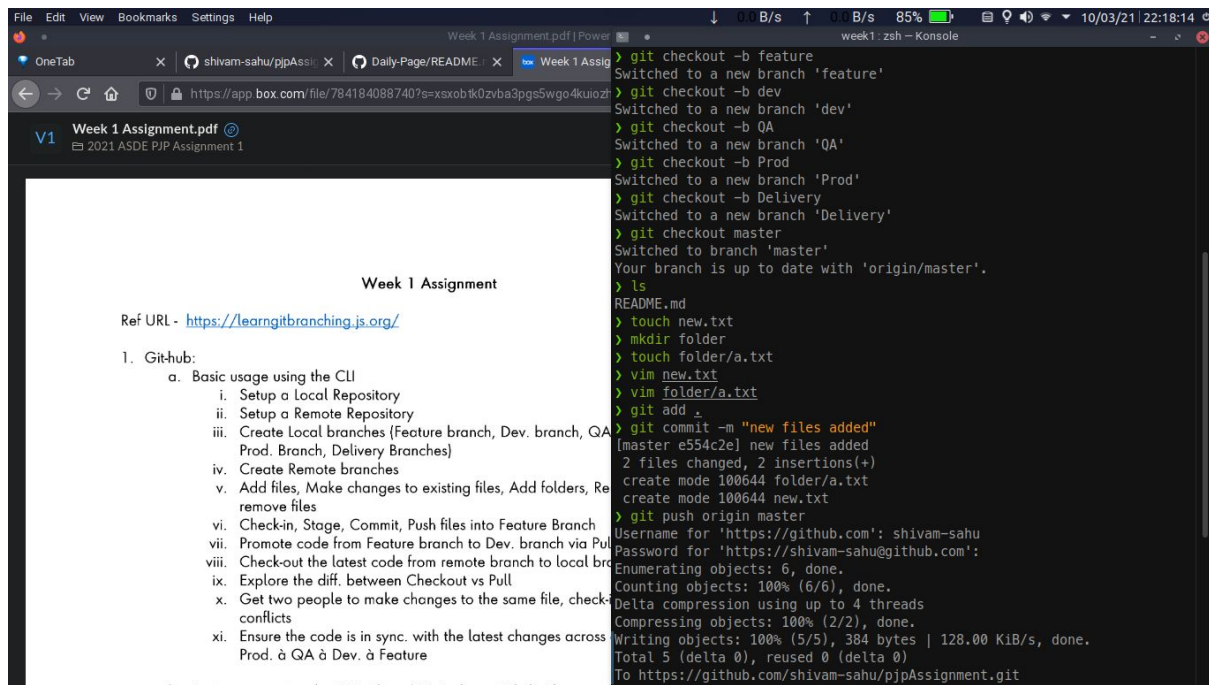 File Edit View Bookmarks Settings Help
↓ 0.0 B/s ↑ 0.0 B/s 85% 10/03/21 22:18:14
Week 1 Assignment.pdf | Power
week1 : zsh — Konsole
OneTab
shivam-sahu/pjpAssig
Daily-Page/README.
Week 1 Assig
https://app.box.com/file/784184088740?s=xsxobtk0zvba3pgs5wgo4kuiozh
V1 Week 1 Assignment.pdf
2021 ASDE PJP Assignment 1
Week 1 Assignment
Ref URL - https://learngitbranching.js.org/
1. Git-hub:
a. Basic usage using the CLI
i. Setup a Local Repository
ii. Setup a Remote Repository
iii. Create Local branches (Feature branch, Dev. branch, QA
Prod. Branch, Delivery Branches)
iv. Create Remote branches
v. Add files, Make changes to existing files, Add folders, Re
remove files
vi. Check-in, Stage, Commit, Push files into Feature Branch
vii. Promote code from Feature branch to Dev. branch via Pul
viii. Check-out the latest code from remote branch to local bra
ix. Explore the diff. between Checkout vs Pull
x. Get two people to make changes to the same file, check-i
conflicts
xi. Ensure the code is in sync. with the latest changes across
Prod. à QA à Dev. à Feature
❯ git checkout -b feature
Switched to a new branch 'feature'
❯ git checkout -b dev
Switched to a new branch 'dev'
❯ git checkout -b QA
Switched to a new branch 'QA'
❯ git checkout -b Prod
Switched to a new branch 'Prod'
❯ git checkout -b Delivery
Switched to a new branch 'Delivery'
❯ git checkout master
Switched to branch 'master'
Your branch is up to date with 'origin/master'.
❯ ls
README.md
❯ touch new.txt
❯ mkdir folder
❯ touch folder/a.txt
❯ vim new.txt
❯ vim folder/a.txt
❯ git add .
❯ git commit -m "new files added"
[master e554c2e] new files added
2 files changed, 2 insertions(+)
create mode 100644 folder/a.txt
create mode 100644 new.txt
❯ git push origin master
Username for 'https://github.com': shivam-sahu
Password for 'https://shivam-sahu@github.com':
Enumerating objects: 6, done.
Counting objects: 100% (6/6), done.
Delta compression using up to 4 threads
Compressing objects: 100% (2/2), done.
Writing objects: 100% (5/5), 384 bytes | 128.00 KiB/s, done.
Total 5 (delta 0), reused 0 (delta 0)
To https://github.com/shivam-sahu/pjpAssignment.git